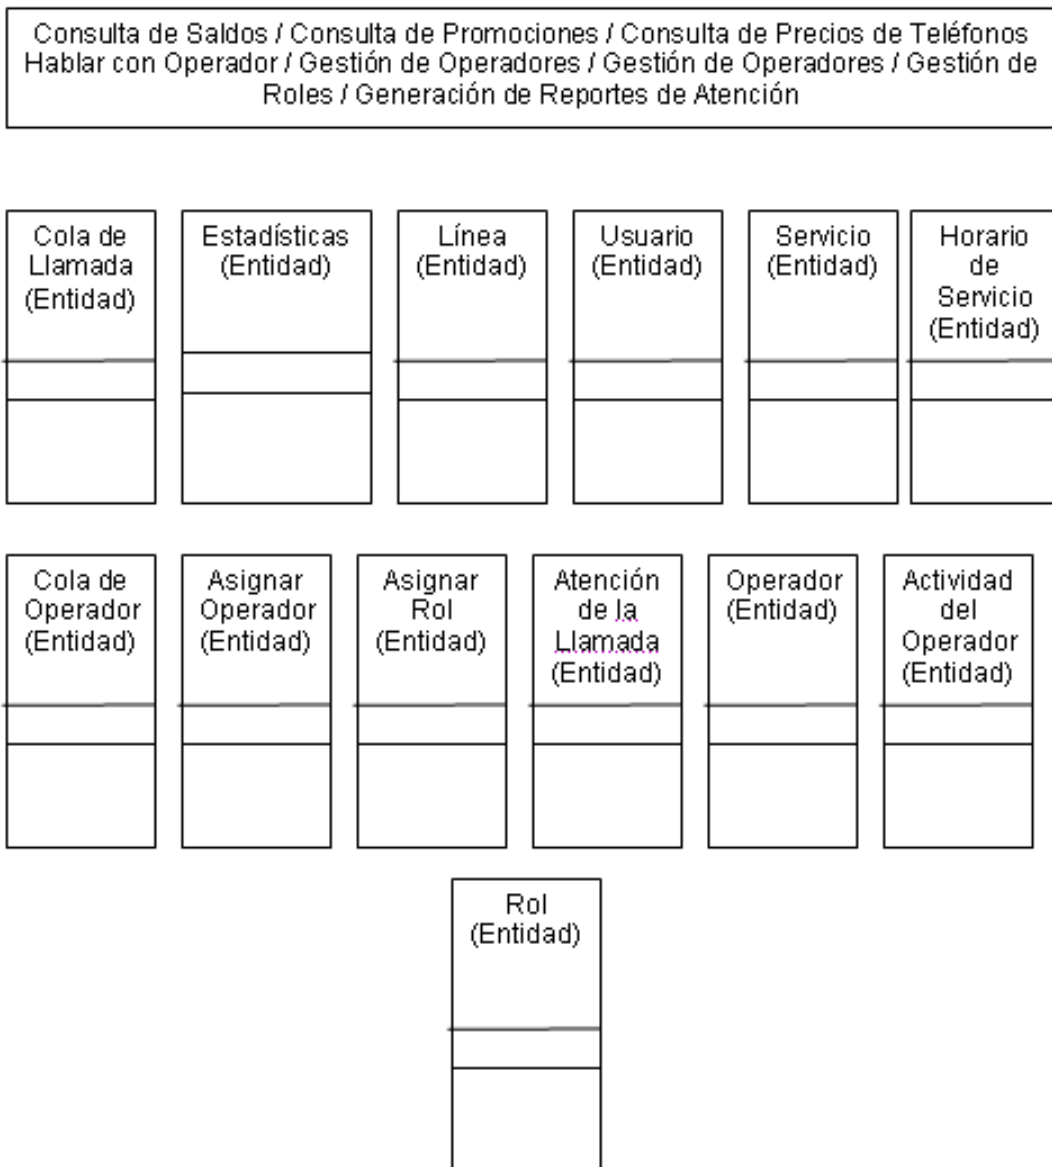 Consulta de Saldos / Consulta de Promociones / Consulta de Precios de Teléfonos
Hablar con Operador / Gestión de Operadores / Gestión de Operadores / Gestión de
Roles / Generación de Reportes de Atención
Cola de
Llamada
(Entidad)
Estadísticas
(Entidad)
Línea
(Entidad)
Usuario
(Entidad)
Servicio
(Entidad)
Horario
de
Servicio
(Entidad)
Cola de
Operador
(Entidad)
Asignar
Operador
(Entidad)
Asignar
Rol
(Entidad)
Atención
de la
Llamada
(Entidad)
Operador
(Entidad)
Actividad
del
Operador
(Entidad)
Rol
(Entidad)